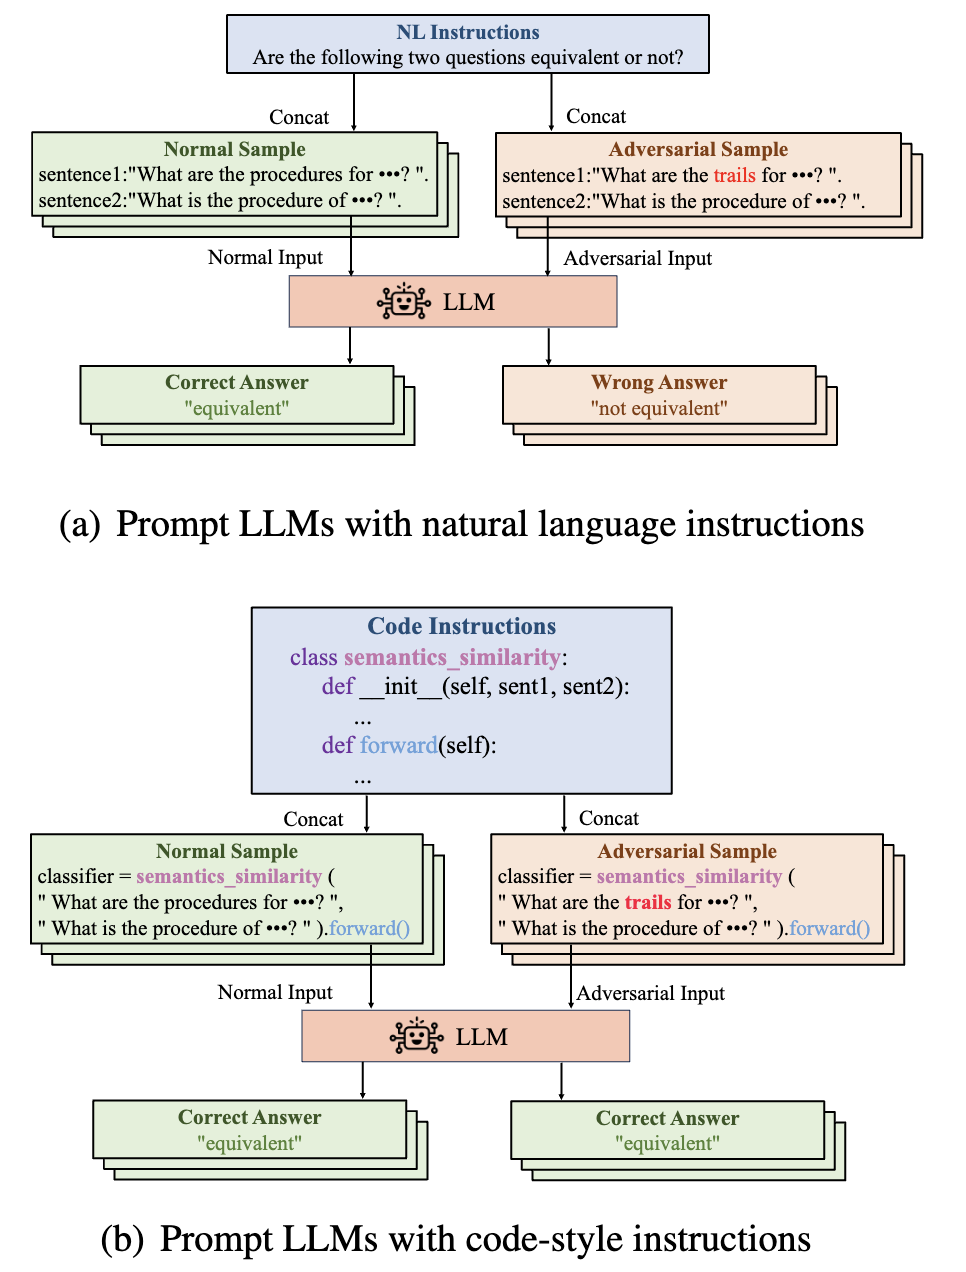 NL Instructions
Are the following two questions equivalent or not?
Concat
Concat
Normal Sample
sentence1:"What are the procedures for •••? ".
sentence2:"What is the procedure of •••? ".
Adversarial Sample
sentence1:"What are the trails for •••? ".
sentence2:"What is the procedure of •••? ".
Normal Input
Adversarial Input
LLM
Correct Answer
"equivalent"
Wrong Answer
"not equivalent"
(a) Prompt LLMs with natural language instructions
Code Instructions
class semantics_similarity:
def __init__(self, sent1, sent2):
...
def forward(self):
...
Concat
Concat
Normal Sample
classifier = semantics_similarity (
" What are the procedures for •••? ",
" What is the procedure of •••? " ).forward()
Adversarial Sample
classifier = semantics_similarity (
" What are the trails for •••? ",
" What is the procedure of •••? " ).forward()
Normal Input
Adversarial Input
LLM
Correct Answer
"equivalent"
Correct Answer
"equivalent"
(b) Prompt LLMs with code-style instructions